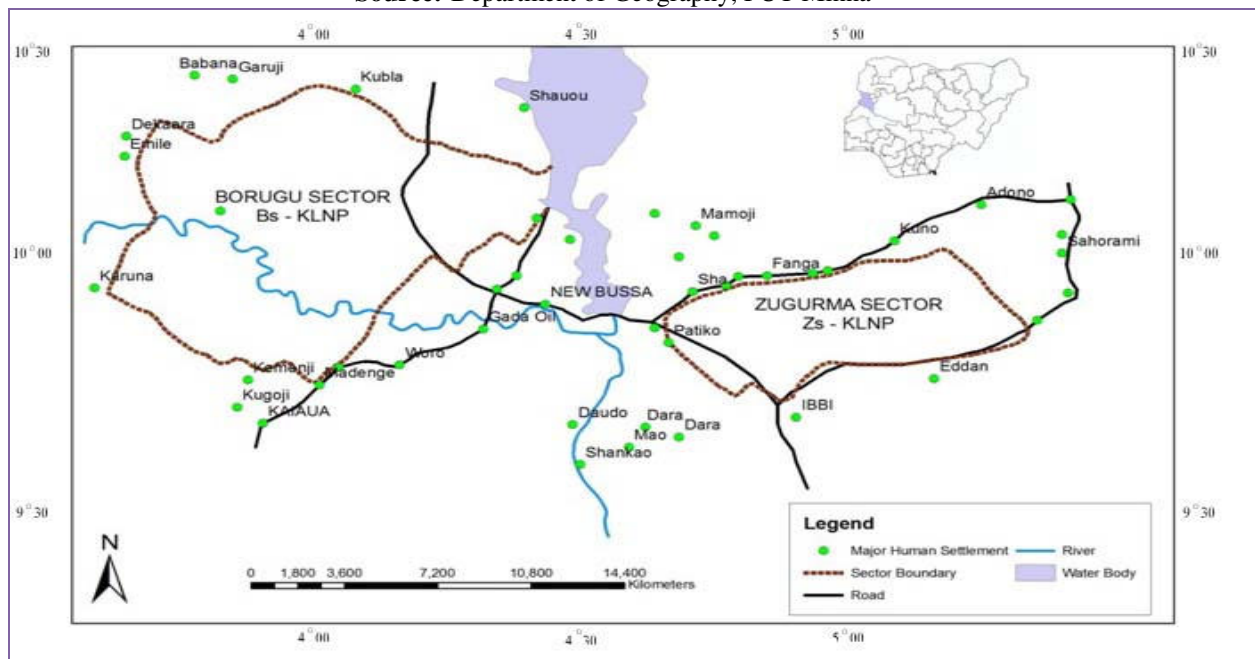 4°00
4°30
5°00
10°30
10°30
Babana
Garuji
Kubla
Shauou
Dekaara
Emile
BORUGU SECTOR
Bs - KLNP
Adono
Mamoji
Kuno
10°00
10°00
Sahorami
Karuna
Fanga
Sha
NEW BUSSA
ZUGURMA SECTOR
Zs - KLNP
Gada Oil
Patiko
Woro
Kemanji
Madenge
Eddan
Kugoji
KAIAUA
IBBI
Daudo
Dara
Dara
Mao
Shankao
9°30
9°30
Legend
Major Human Settlement
River
Sector Boundary
Water Body
Road
N
0 1,800 3,600 7,200 10,800 14,400
Kilometers
4°00
4°30
5°00